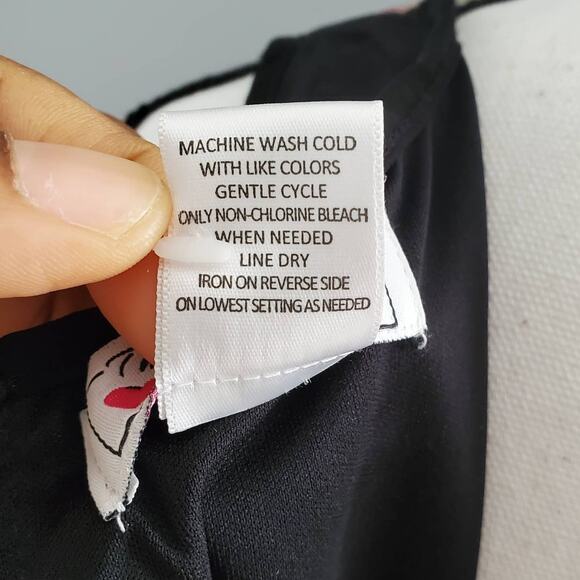 MACHINE WASH COLD
WITH LIKE COLORS
GENTLE CYCLE
ONLY NON-CHLORINE BLEACH
WHEN NEEDED
LINE DRY
IRON ON REVERSE SIDE
ON LOWEST SETTING AS NEEDED